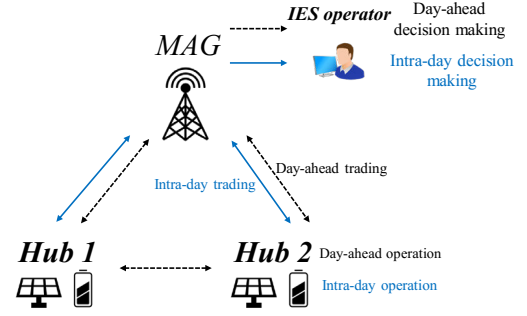 IES operator
Day-ahead
decision making
MAG
Intra-day decision
making
Day-ahead trading
Intra-day trading
Hub 1
Hub 2
Day-ahead operation
Intra-day operation